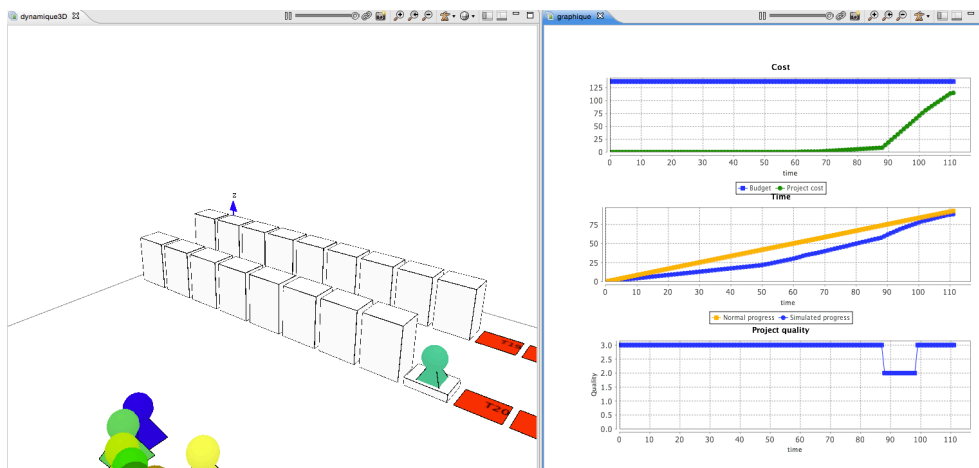 dynamique3D
graphique
z
T19
T20
Cost
125
100
75
50
25
0
0 10 20 30 40 50 60 70 80 90 100 110
time
Budget Project cost
Time
75
50
25
0
0 10 20 30 40 50 60 70 80 90 100 110
time
Normal progress Simulated progress
Project quality
Quality
3.0
2.5
2.0
1.5
1.0
0.5
0.0
0 10 20 30 40 50 60 70 80 90 100 110
time